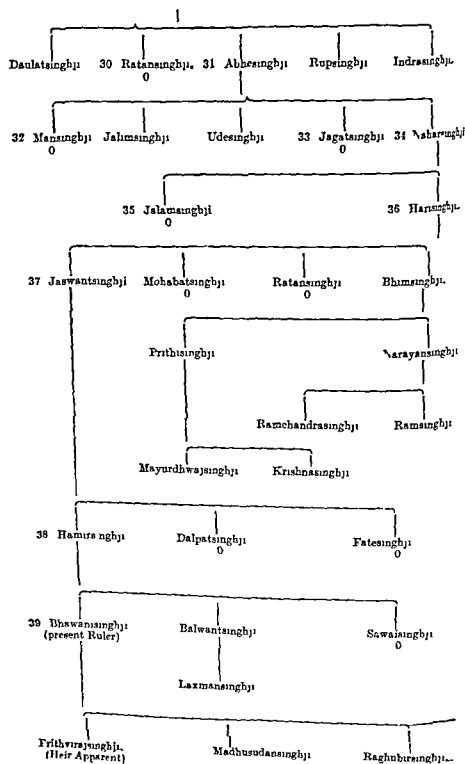 Daulatsinghji 30 Ratansinghji. 31 Abhesinghji Rupsinghji Indrasinghji.
0
32 Mansinghji Jalimsinghji Udesinghji 33 Jagatsinghji 34 Naharsinghji
0 0
35 Jalamsinghji 36 Harisinghji.
0
37 Jaswantsinghji Mohabatsinghji Ratansinghji Bhimsinghji.
0 0
Prithisinghji Narayansinghji
Ramchandrasinghji Ramsinghji
Mayurdhwajsinghji Krishnasinghji
38 Hamirsinghji Dalpatsinghji Fatesinghji
0 0
39 Bhawanisinghji Balwantsinghji Sawaisinghji
(present Ruler) 0
Laxmansinghji
Prithvirajsinghji. Madhusudansinghji Raghubirsinghji.
(Heir Apparent)